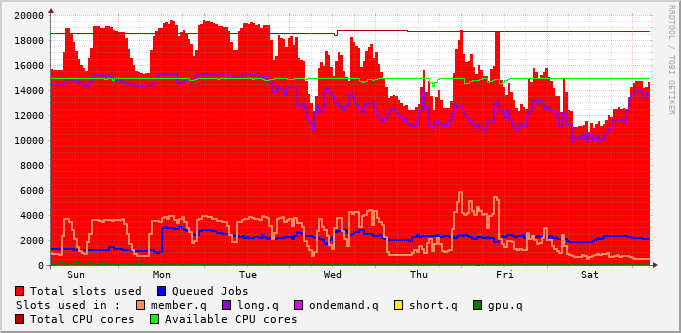 20000
18000
16000
14000
12000
10000
8000
6000
4000
2000
0
Sun Mon Tue Wed Thu Fri Sat
RRDTOOL / TOBI OETIKER
Total slots used Queued Jobs
Slots used in : member.q long.q ondemand.q short.q gpu.q
Total CPU cores Available CPU cores